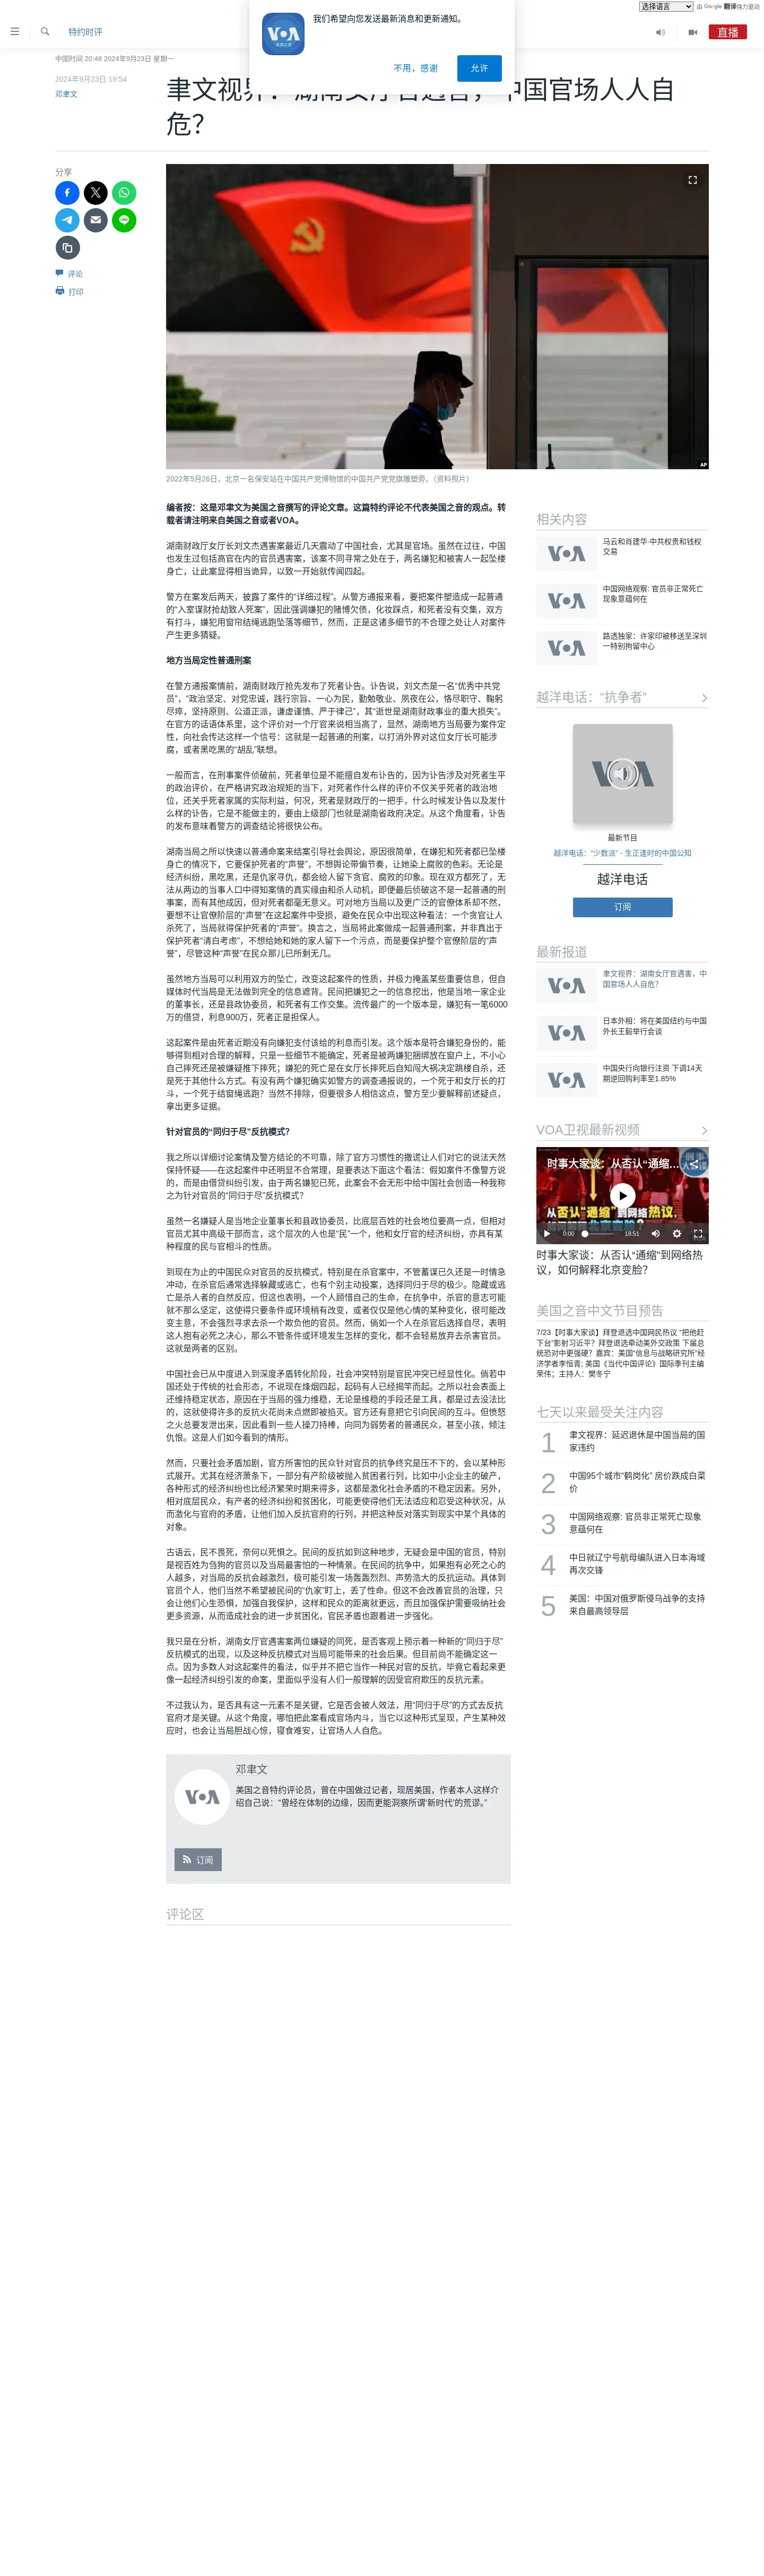 选择语言
由 Google 翻译强力驱动
我们希望向您发送最新消息和更新通知。
VOA
不用，感谢
允许
特约时评
直播
中国时间 20:48 2024年9月23日 星期一
2024年9月23日 19:54
邓聿文
危？
分享
评论
打印
AP
2022年5月26日，北京一名保安站在中国共产党博物馆的中国共产党党旗雕塑旁。（资料照片）
编者按：这是邓聿文为美国之音撰写的评论文章。这篇特约评论不代表美国之音的观点。转
载者请注明来自美国之音或者VOA。
湖南财政厅女厅长刘文杰遇害案最近几天震动了中国社会，尤其是官场。虽然在过往，中国
也发生过包括高官在内的官员遇害案，该案不同寻常之处在于，两名嫌犯和被害人一起坠楼
身亡，让此案显得相当诡异，以致一开始就传闻四起。
警方在案发后两天，披露了案件的“详细过程”。从警方通报来看，要把案件塑造成一起普通
的“入室谋财抢劫致人死案”，因此强调嫌犯的赌博欠债，化妆踩点，和死者没有交集，双方
有打斗，嫌犯用窗帘结绳逃跑坠落等细节，然而，正是这诸多细节的不合理之处让人对案件
产生更多猜疑。
地方当局定性普通刑案
在警方通报案情前，湖南财政厅抢先发布了死者讣告。讣告说，刘文杰是一名“优秀中共党
员”，“政治坚定、对党忠诚，践行宗旨、一心为民，勤勉敬业、夙夜在公，恪尽职守、鞠躬
尽瘁，坚持原则、公道正派，谦虚谨慎、严于律己”，其“逝世是湖南财政事业的重大损失”。
在官方的话语体系里，这个评价对一个厅官来说相当高了，显然，湖南地方当局要为案件定
性，向社会传达这样一个信号：这就是一起普通的刑案，以打消外界对这位女厅长可能涉
腐，或者黑吃黑的“胡乱”联想。
一般而言，在刑事案件侦破前，死者单位是不能擅自发布讣告的，因为讣告涉及对死者生平
的政治评价，在严格讲究政治规矩的当下，对死者作什么样的评价不仅关乎死者的政治地
位，还关乎死者家属的实际利益，何况，死者是财政厅的一把手，什么时候发讣告以及发什
么样的讣告，它是不能做主的，要由上级部门也就是湖南省政府决定。从这个角度看，讣告
的发布意味着警方的调查结论将很快公布。
湖南当局之所以快速以普通命案来结案引导社会舆论，原因很简单，在嫌犯和死者都已坠楼
身亡的情况下，它要保护死者的“声誉”，不想舆论带偏节奏，让她染上腐败的色彩。无论是
经济纠纷，黑吃黑，还是仇家寻仇，都会给人留下贪官、腐败的印象。现在双方都死了，无
法从两边的当事人口中得知案情的真实缘由和杀人动机，即便最后侦破这不是一起普通的刑
事案，而有其他成因，但对死者都毫无意义。可对地方当局以及更广泛的官僚体系却不然，
要想不让官僚阶层的“声誉”在这起案件中受损，避免在民众中出现这种看法：一个贪官让人
杀死了，当局就得保护死者的“声誉”。换言之，当局将此案做成一起普通刑案，并非真出于
保护死者“清白考虑”，不想给她和她的家人留下一个污点，而是要保护整个官僚阶层的“声
誉”，尽管这种“声誉”在民众那儿已所剩无几。
虽然地方当局可以利用双方的坠亡，改变这起案件的性质，并极力掩盖某些重要信息，但自
媒体时代当局是无法做到完全的信息遮背。民间把嫌犯之一的信息挖出，他是当地一家企业
的董事长，还是县政协委员，和死者有工作交集。流传最广的一个版本是，嫌犯有一笔6000
万的借贷，利息900万，死者正是担保人。
这起案件是由死者近期没有向嫌犯支付该给的利息而引发。这个版本是符合嫌犯身份的，能
够得到相对合理的解释，只是一些细节不能确定，死者是被两嫌犯捆绑放在窗户上，不小心
自己摔死还是被嫌疑推下摔死；嫌犯的死亡是在女厅长摔死后自知闯大祸决定跳楼自杀，还
是死于其他什么方式。有没有两个嫌犯确实如警方的调查通报说的，一个死于和女厅长的打
斗，一个死于结窗绳逃跑？当然不排除，但要很多人相信这点，警方至少要解释前述疑点，
拿出更多证据。
针对官员的“同归于尽”反抗模式？
我之所以详细讨论案情及警方结论的不可靠，除了官方习惯性的撒谎让人们对它的说法天然
保持怀疑——在这起案件中还明显不合常理，是要表达下面这个看法：假如案件不像警方说
的，而是由借贷纠纷引发，由于两名嫌犯已死，此案会不会无形中给中国社会创造一种我称
之为针对官员的“同归于尽”反抗模式？
虽然一名嫌疑人是当地企业董事长和县政协委员，比底层百姓的社会地位要高一点，但相对
官员尤其中高级干部而言，这个层次的人也是“民”一个，他和女厅官的经济纠纷，亦具有某
种程度的民与官相斗的性质。
到现在为止的中国民众对官员的反抗模式，特别是在杀官案中，不管蓄谋已久还是一时情急
冲动，在杀官后通常选择躲藏或逃亡，也有个别主动投案，选择同归于尽的极少。隐藏或逃
亡是杀人者的自然反应，但这也表明，一个人顾惜自己的生命，在抗争中，杀官的意志可能
就不那么坚定，这使得只要条件或环境稍有改变，或者仅仅是他心情的某种变化，很可能改
变主意，不会强烈寻求去杀一个欺负他的官员。然而，倘如一个人在杀官后选择自尽，表明
这人抱有必死之决心，那么不管条件或环境发生怎样的变化，都不会轻易放弃去杀害官员。
这就是两者的区别。
中国社会已从中度进入到深度矛盾转化阶段，社会冲突特别是官民冲突已经显性化。倘若中
国还处于传统的社会形态，不说现在烽烟四起，起码有人已经揭竿而起。之所以社会表面上
还维持稳定状态，原因在于当局的强力维稳，无论是维稳的手段还是工具，都是过去没法比
的，这就使得许多的反抗火花尚未点燃即被掐灭。官方还有意把它引向民间的互斗。但愤怒
之火总要发泄出来，因此看到一些人操刀持棒，向同为弱势者的普通民众，甚至小孩，倾注
仇恨。这是人们如今看到的情形。
然而，只要社会矛盾加剧，官方所害怕的民众针对官员的抗争终究是压不下的，会以某种形
式展开。尤其在经济萧条下，一部分有产阶级被抛入贫困者行列，比如中小企业主的破产，
各种形式的经济纠纷也比经济繁荣时期来得多，这都是激化社会矛盾的不稳定因素。另外，
相对底层民众，有产者的经济纠纷和贫困化，可能更使得他们无法适应和忍受这种状况，从
而激化与官府的矛盾，让他们加入反抗官府的行列，并把这种反对落实到现实中某个具体的
对象。
古语云，民不畏死，奈何以死惧之。民间的反抗如到这种地步，无疑会是中国的官员，特别
是视百姓为刍狗的官员以及当局最害怕的一种情景。在民间的抗争中，如果抱有必死之心的
人越多，对当局的反抗会越激烈，极可能引发一场轰轰烈烈、声势浩大的反抗运动。具体到
官员个人，他们当然不希望被民间的“仇家”盯上，丢了性命。但这不会改善官员的治理，只
会让他们心生恐惧，加强自我保护，这样和民众的距离就更远，而且加强保护需要吸纳社会
更多资源，从而造成社会的进一步贫困化，官民矛盾也跟着进一步强化。
我只是在分析，湖南女厅官遇害案两位嫌疑的同死，是否客观上预示着一种新的“同归于尽”
反抗模式的出现，以及这种反抗模式对当局可能带来的社会后果。但目前尚不能确定这一
点。因为多数人对这起案件的看法，似乎并不把它当作一种民对官的反抗，毕竟它看起来更
像一起经济纠纷引发的命案，里面似乎没有人们一般理解的因受官府欺压的反抗元素。
不过我认为，是否具有这一元素不是关键，它是否会被人效法，用“同归于尽”的方式去反抗
官府才是关键。从这个角度，哪怕把此案看成官场内斗，当它以这种形式呈现，产生某种效
应时，也会让当局胆战心惊，寝食难安，让官场人人自危。
VOA
邓聿文
美国之音特约评论员，曾在中国做过记者，现居美国，作者本人这样介
绍自己说：“曾经在体制的边缘，因而更能洞察所谓‘新时代’的荒谬。”
订阅
评论区
相关内容
VOA
马云和肖建华·中共权贵和钱权
交易
VOA
中国网络观察: 官员非正常死亡
现象意蕴何在
VOA
路透独家：许家印被移送至深圳
一特别拘留中心
越洋电话：“抗争者”
VOA
最新节目
越洋电话：“少数派” - 生正逢时的中国公知
越洋电话
订阅
最新报道
VOA
聿文视界：湖南女厅官遇害，中
国官场人人自危？
VOA
日本外相：将在美国纽约与中国
外长王毅举行会谈
VOA
中国央行向银行注资 下调14天
期逆回购利率至1.85%
VOA卫视最新视频
时事大家谈：从否认“通缩...
从否认“通缩”到网络热议
0:00
18:51
时事大家谈：从否认“通缩”到网络热
议，如何解释北京变脸？
美国之音中文节目预告
7/23【时事大家谈】拜登退选中国网民热议 “把他赶
下台”影射习近平？拜登退选牵动美外交政策 下届总
统恐对中更强硬？嘉宾：美国“信息与战略研究所”经
济学者李恒青; 美国《当代中国评论》国际季刊主编
荣伟；主持人：樊冬宁
七天以来最受关注内容
1
聿文视界：延迟退休是中国当局的国
家违约
2
中国95个城市“鹤岗化” 房价跌成白菜
价
3
中国网络观察: 官员非正常死亡现象
意蕴何在
4
中日就辽宁号航母编队进入日本海域
再次交锋
5
美国：中国对俄罗斯侵乌战争的支持
来自最高领导层